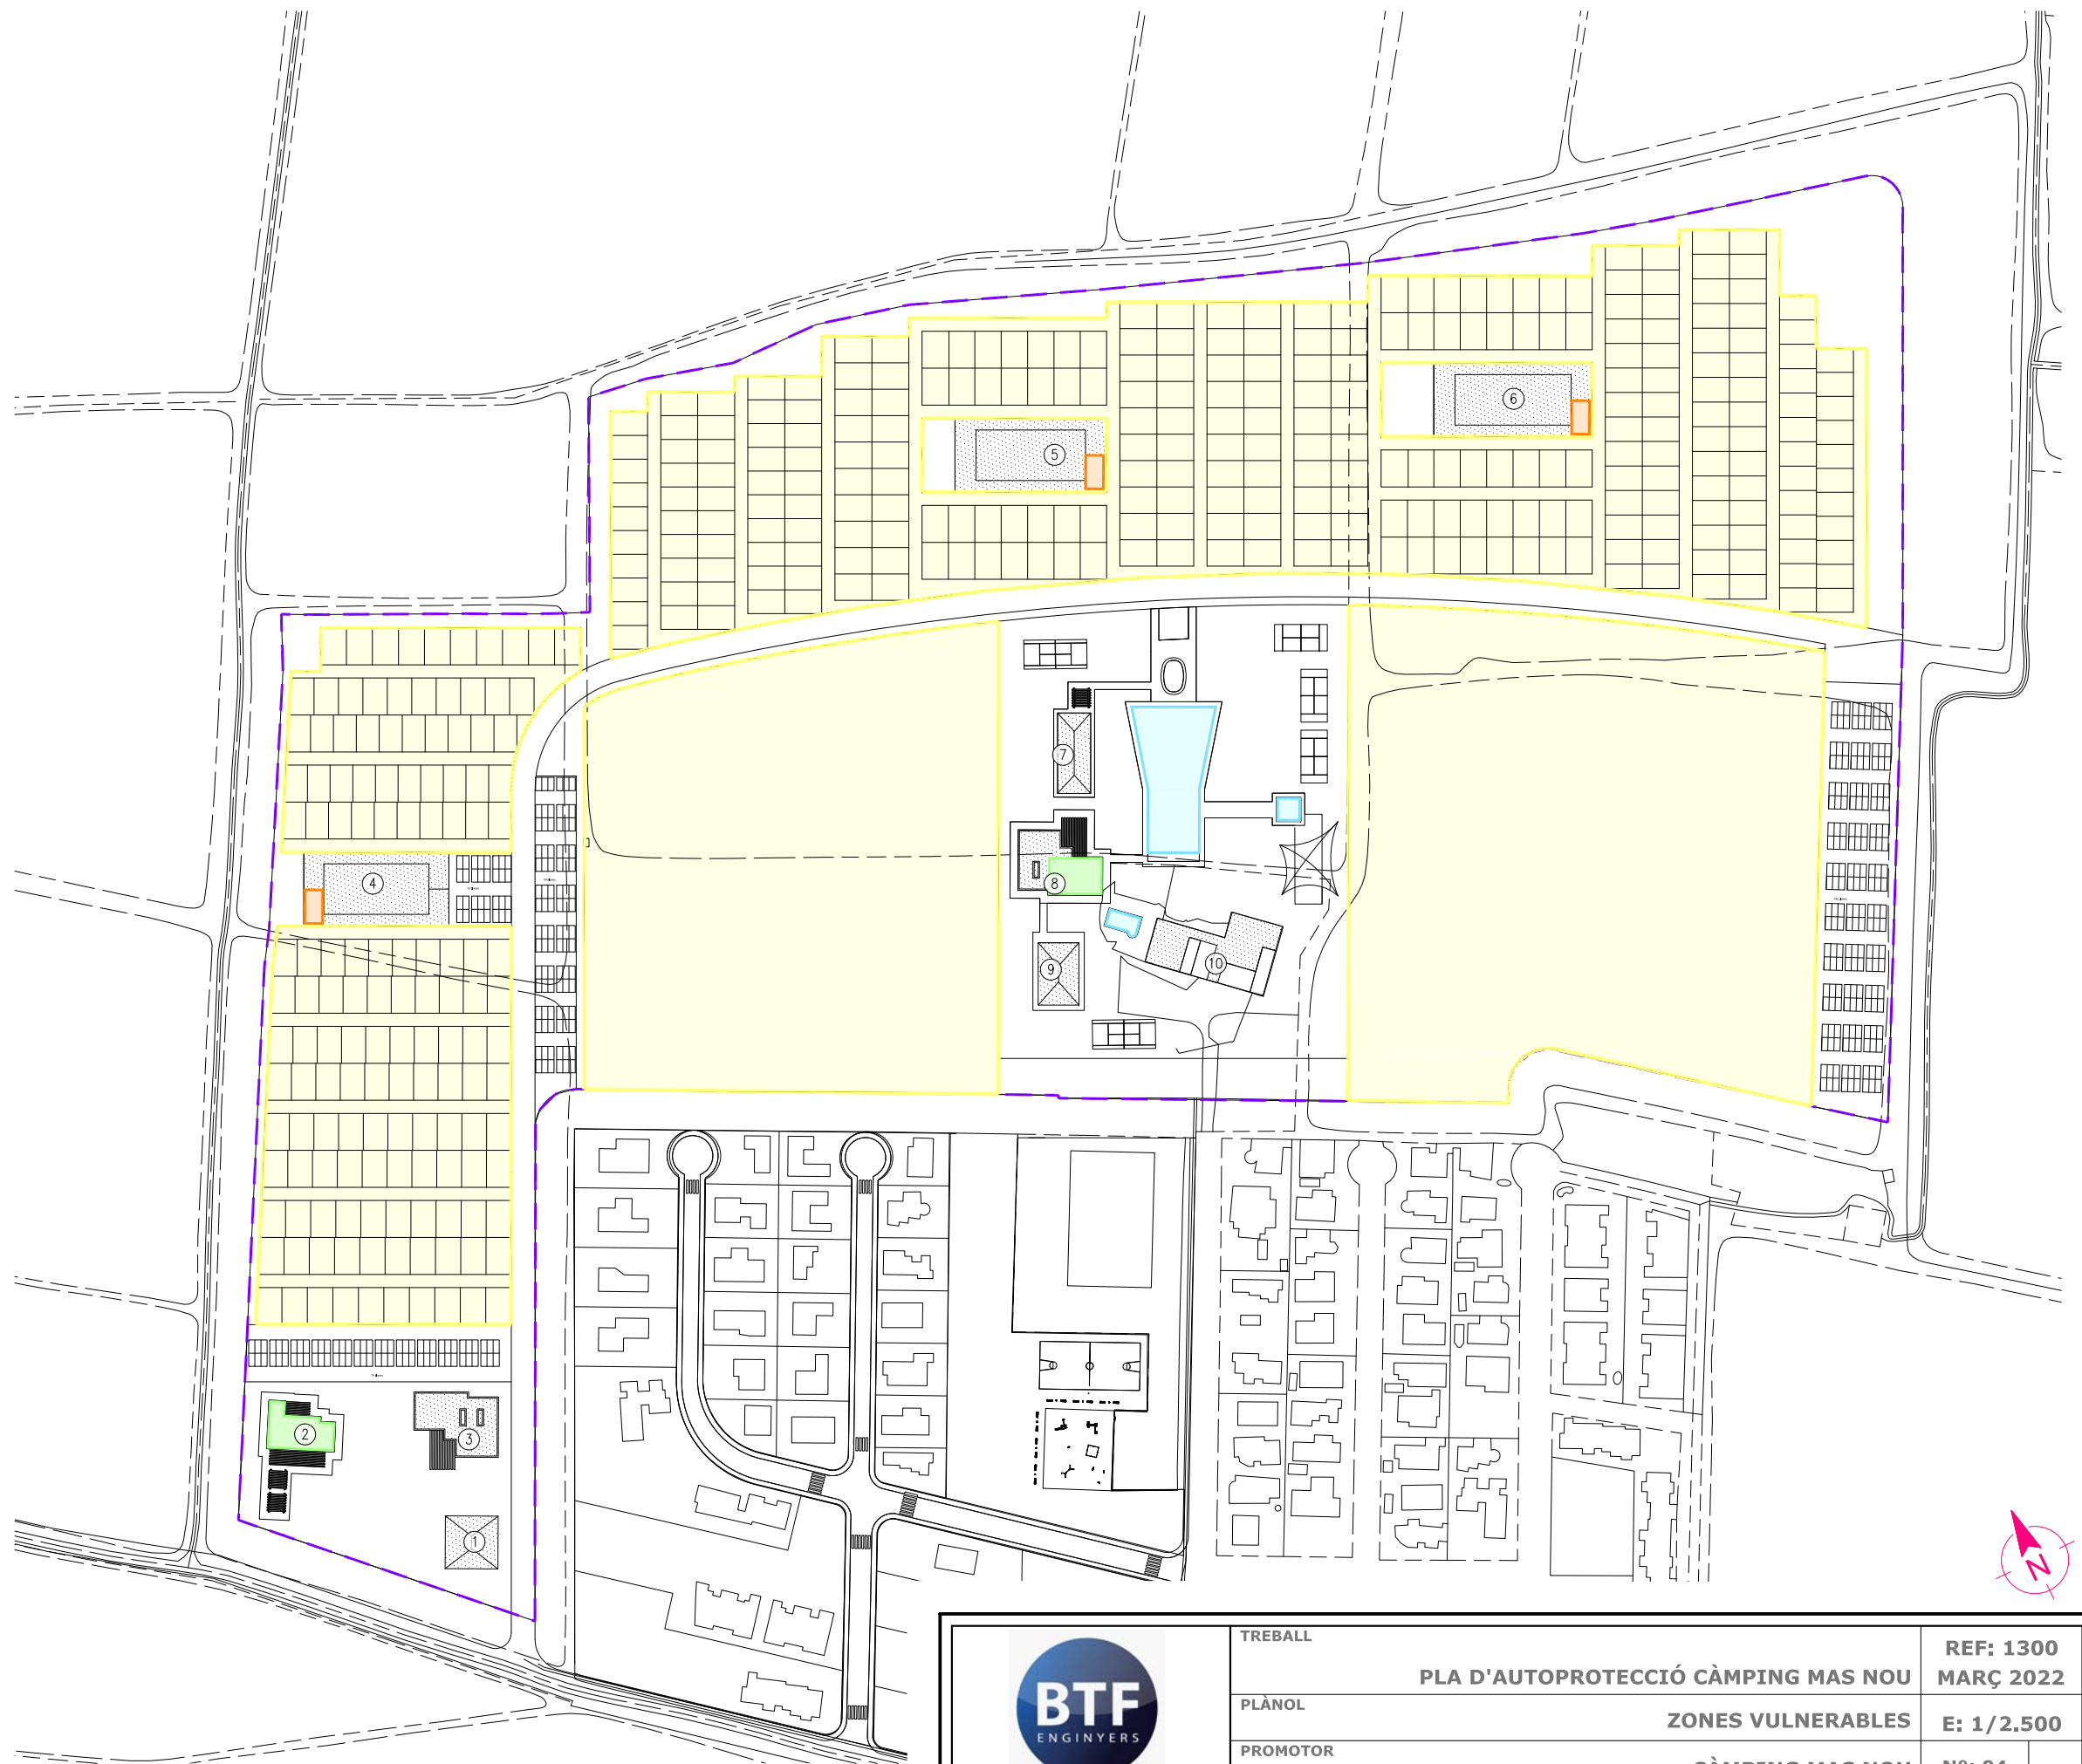 6
5
7
4
8
9
10
2
3
1
N
TREBALL
PLA D'AUTOPROTECCIÓ CÀMPING MAS NOU
REF: 1300
MARÇ 2022
PLÀNOL
ZONES VULNERABLES
E: 1/2.500
BTF
ENGINYERS
PROMOTOR